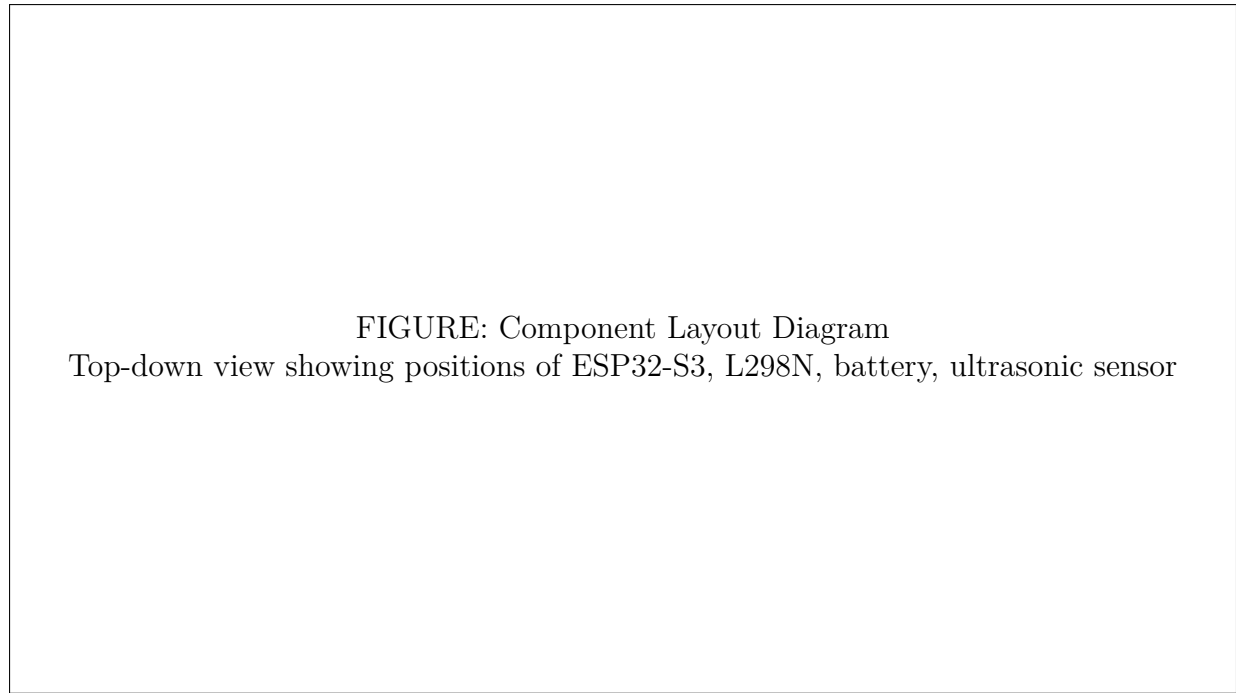 FIGURE: Component Layout Diagram
Top-down view showing positions of ESP32-S3, L298N, battery, ultrasonic sensor